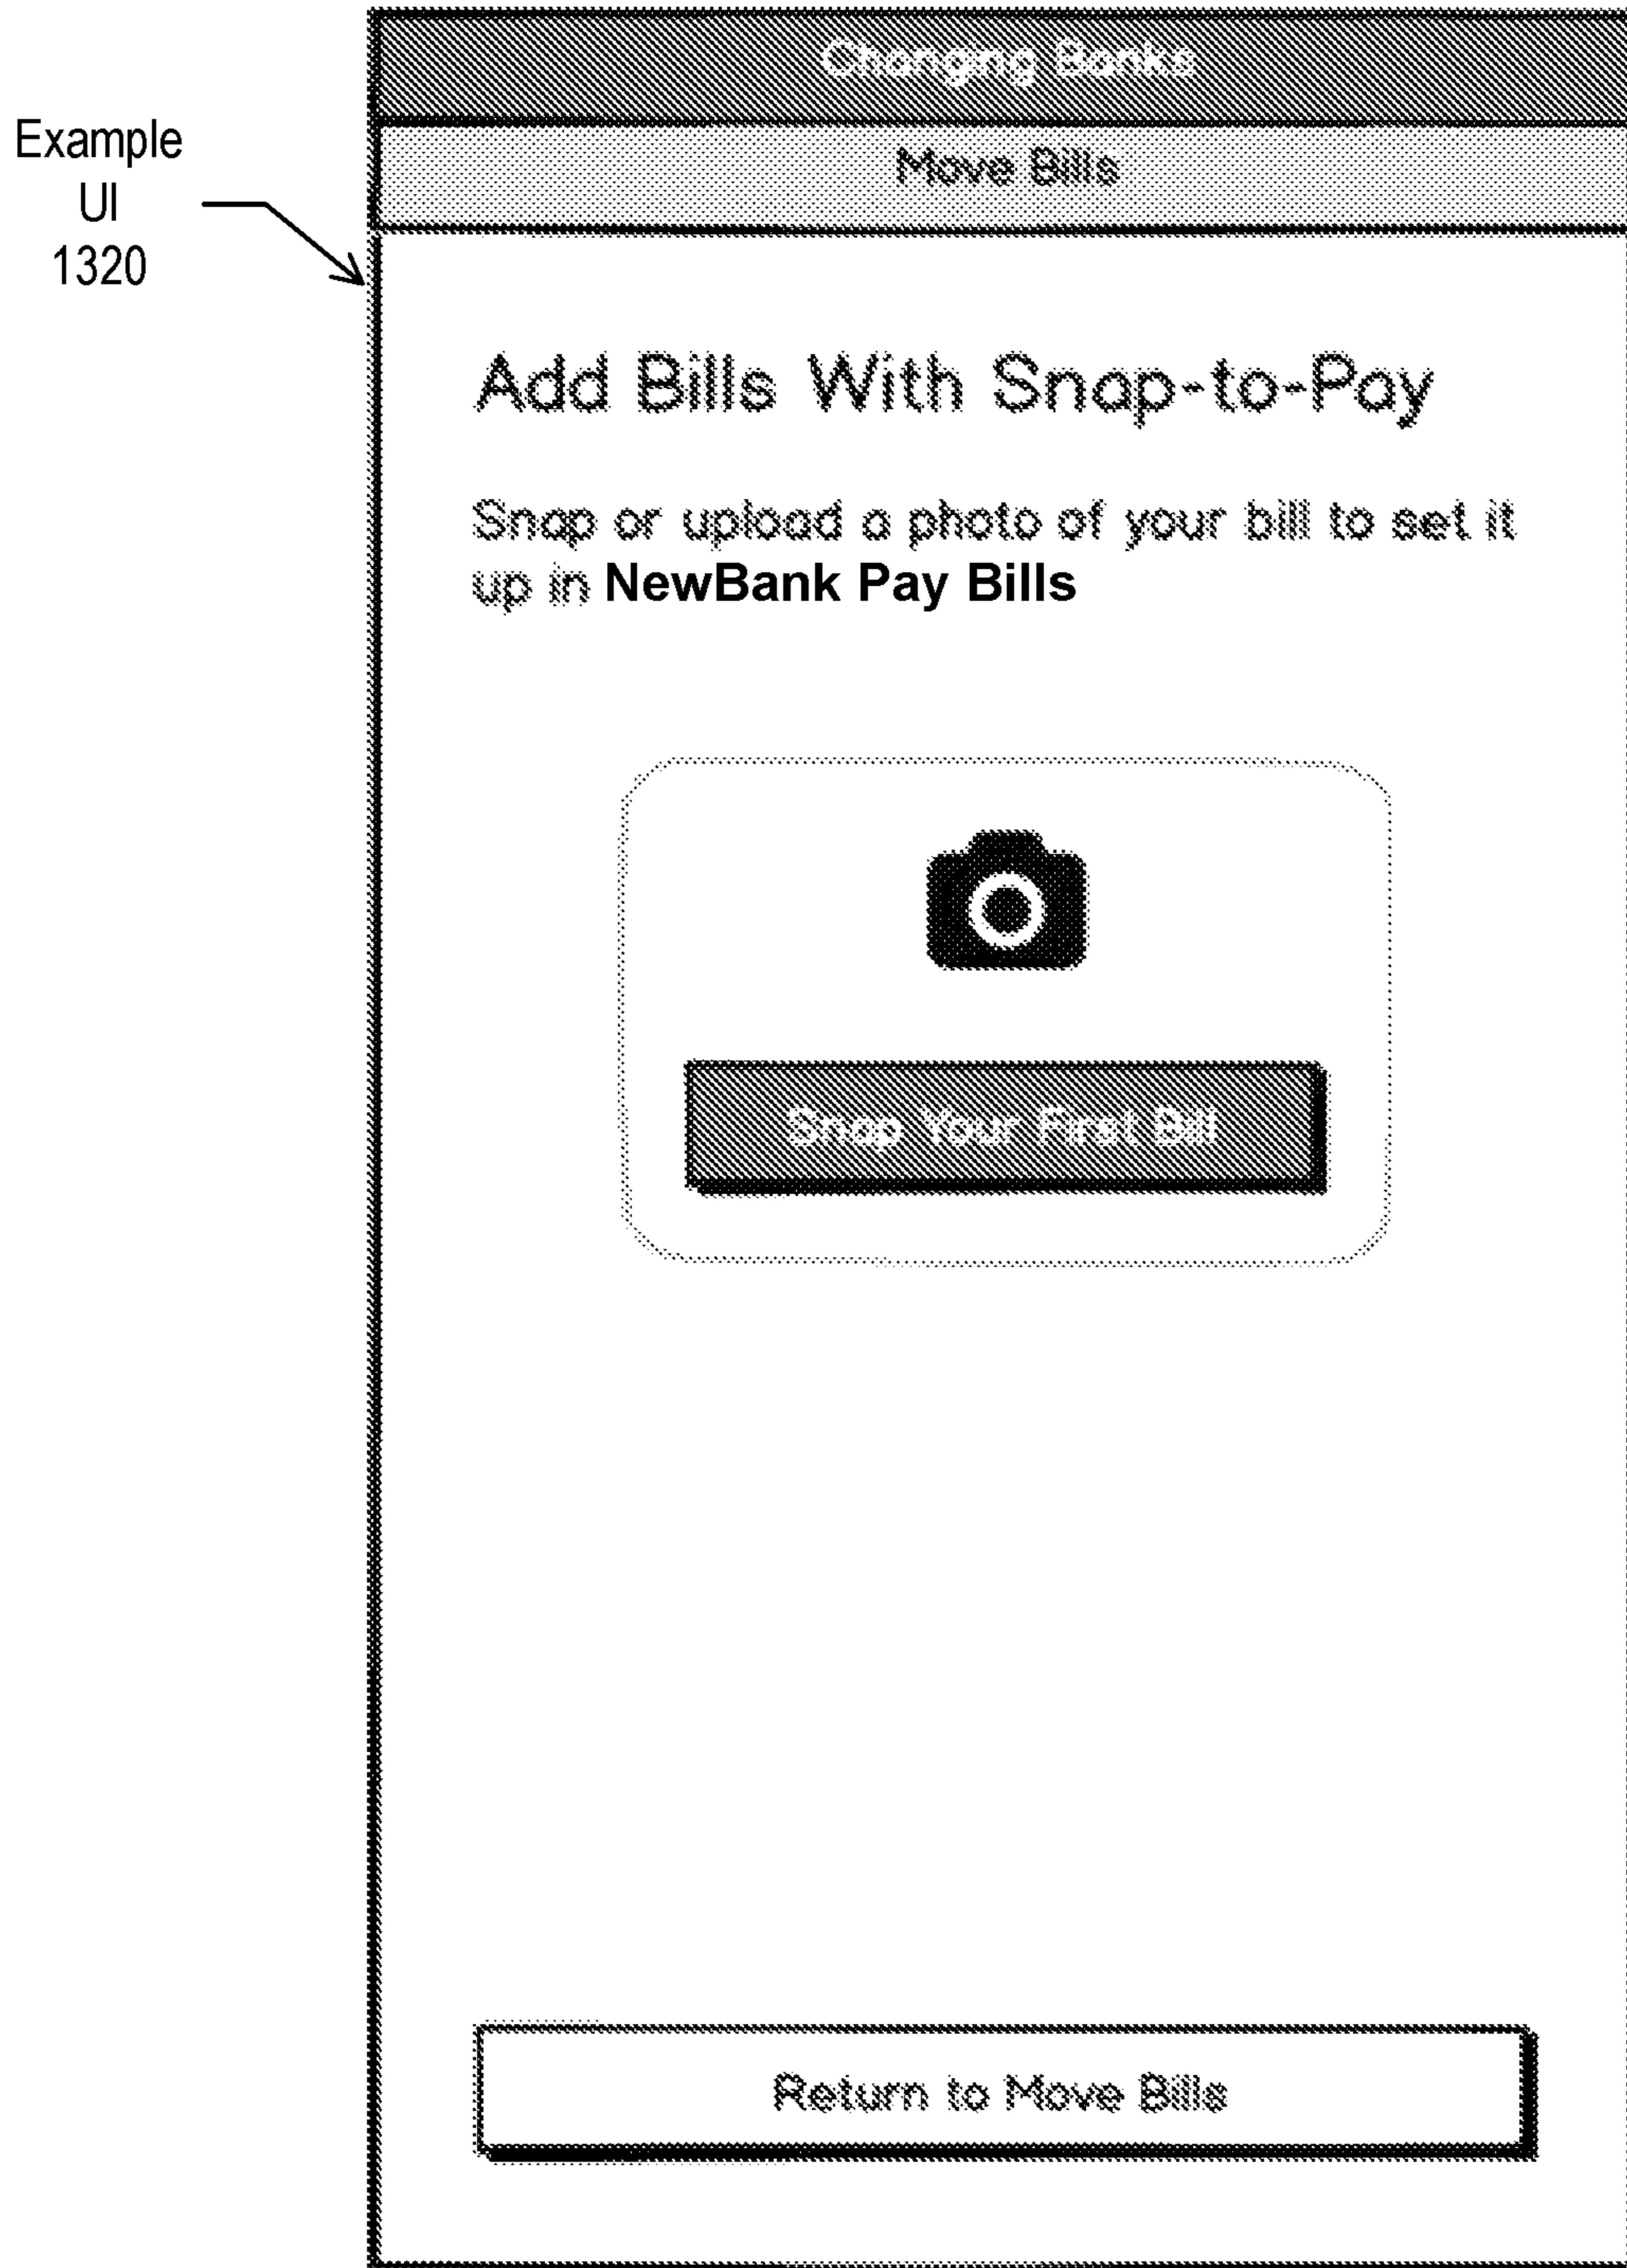 Changing Banks
Move Bills
Example
UI
1320
Add Bills With Snap-to-Pay
Snap or upload a photo of your bill to set it
up in NewBank Pay Bills
Snap Your First Bill
Return to Move Bills